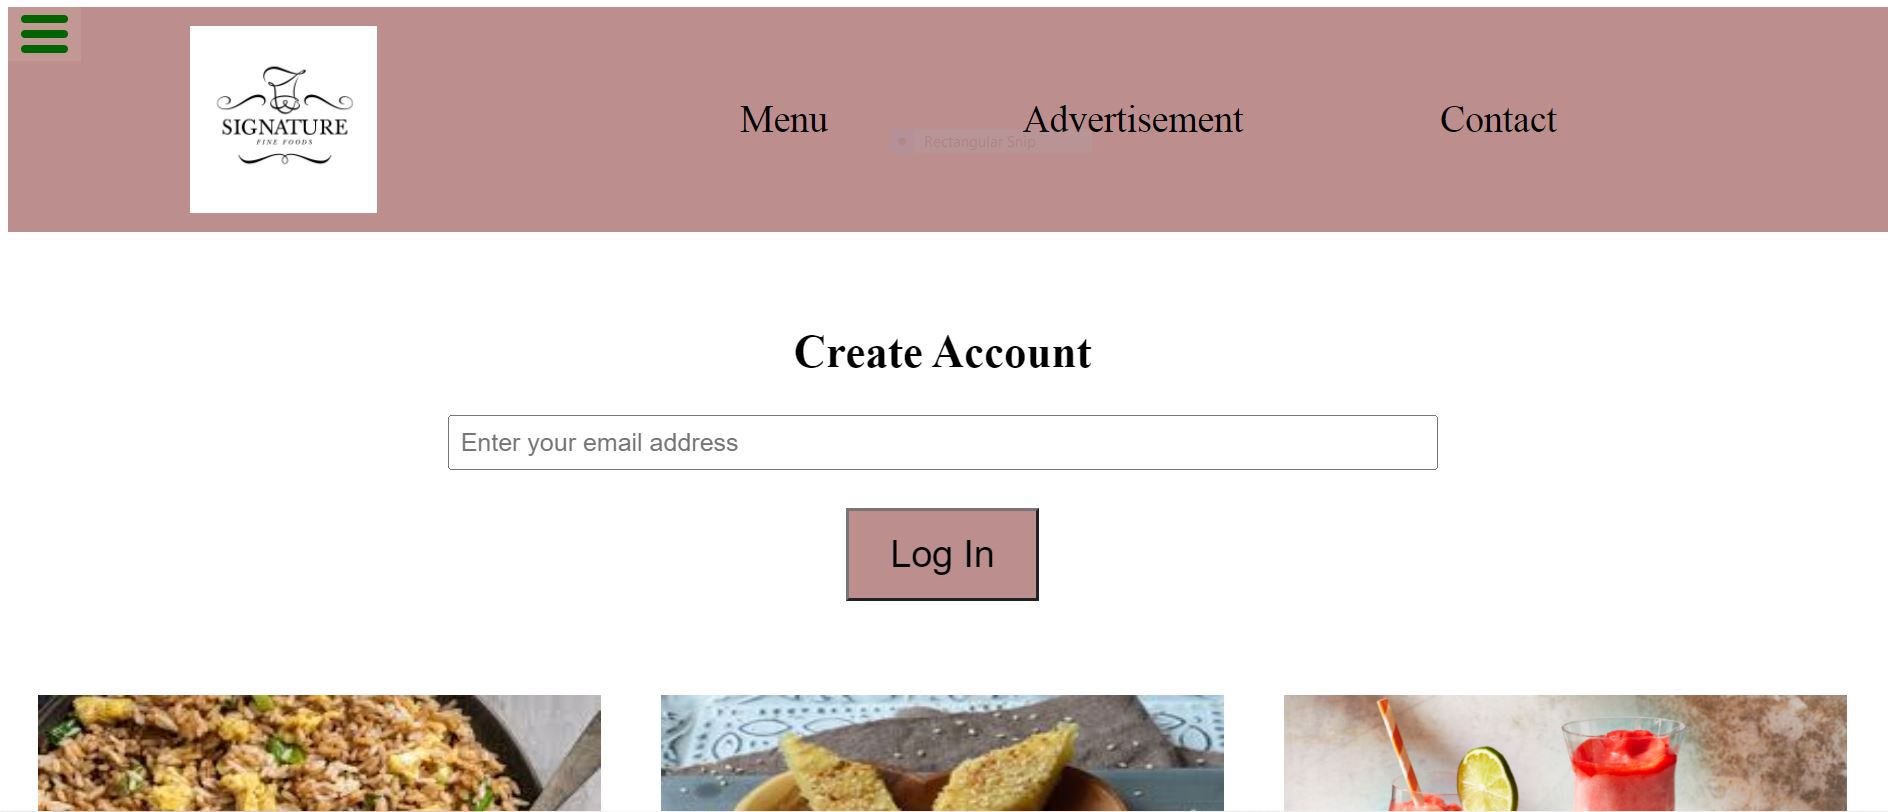 SIGNATURE
FINE FOODS
Menu
Advertisement
Contact
Rectangular Snip
Create Account
Enter your email address
Log In